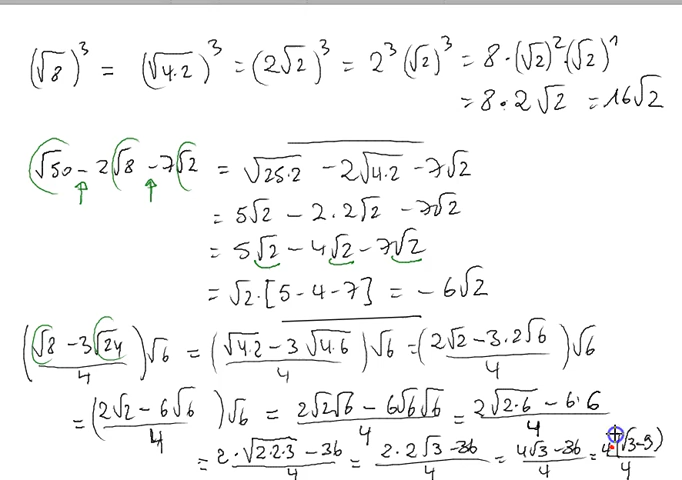 (√8)³ = (√4·2)³ = (2√2)³ = 2³(√2)³ = 8·(√2)²·(√2)¹
= 8·2√2 = 16√2
√50 - 2√8 - 7√2 = √25·2 - 2√4·2 - 7√2
= 5√2 - 2·2√2 - 7√2
= 5√2 - 4√2 - 7√2
= √2·[5-4-7] = -6√2
((√8 - 3√24)/4)√6 = ((√4·2 - 3√4·6)/4)√6 = ((2√2 - 3·2√6)/4)√6
= ((2√2 - 6√6)/4)√6 = (2√2√6 - 6√6√6)/4 = (2√2·6 - 6·6)/4
= (2·√2·2·3 - 36)/4 = (2·2√3 - 36)/4 = (4√3 - 36)/4 = 4(√3-9)/4